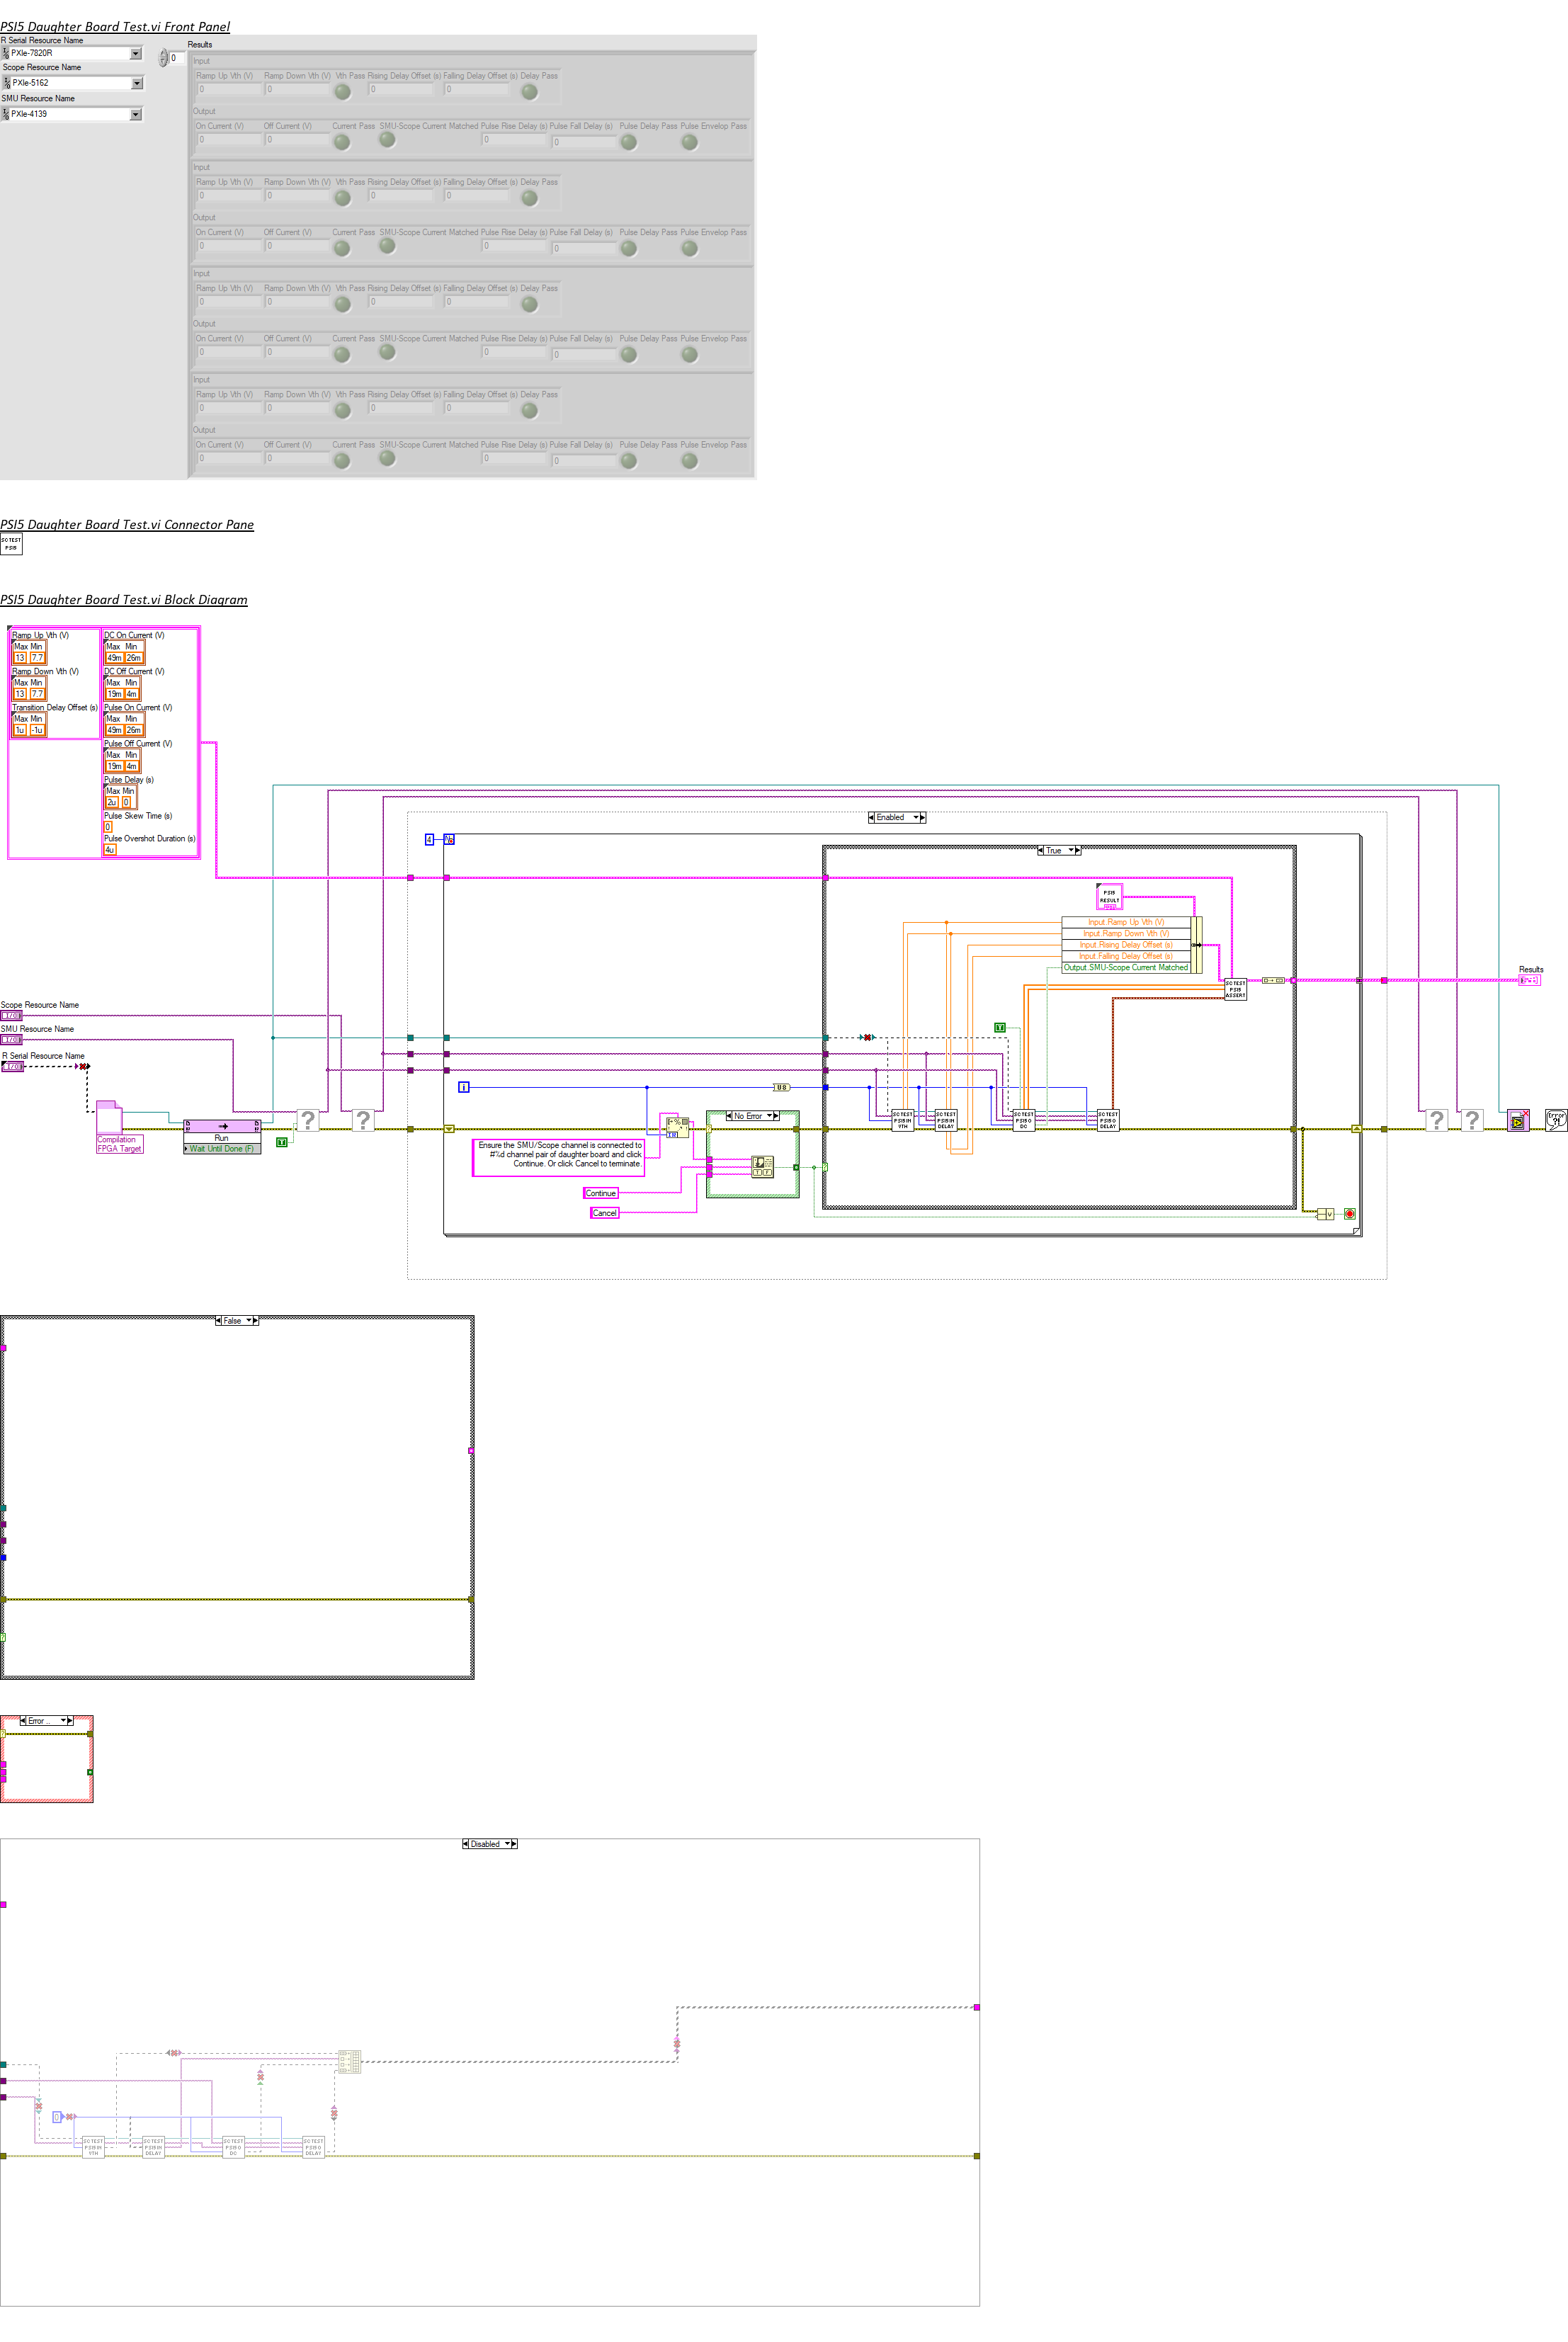 PSI5 Daughter Board Test.vi Front Panel
R Serial Resource Name
PXIe-7820R
Scope Resource Name
PXIe-5162
SMU Resource Name
PXIe-4139
0
Results
Input
Ramp Up Vth (V) Ramp Down Vth (V) Vth Pass Rising Delay Offset (s) Falling Delay Offset (s) Delay Pass
0 0 0 0
Output
On Current (V) Off Current (V) Current Pass SMU-Scope Current Matched Pulse Rise Delay (s) Pulse Fall Delay (s) Pulse Delay Pass Pulse Envelop Pass
0 0 0 0
Input
Ramp Up Vth (V) Ramp Down Vth (V) Vth Pass Rising Delay Offset (s) Falling Delay Offset (s) Delay Pass
0 0 0 0
Output
On Current (V) Off Current (V) Current Pass SMU-Scope Current Matched Pulse Rise Delay (s) Pulse Fall Delay (s) Pulse Delay Pass Pulse Envelop Pass
0 0 0 0
Input
Ramp Up Vth (V) Ramp Down Vth (V) Vth Pass Rising Delay Offset (s) Falling Delay Offset (s) Delay Pass
0 0 0 0
Output
On Current (V) Off Current (V) Current Pass SMU-Scope Current Matched Pulse Rise Delay (s) Pulse Fall Delay (s) Pulse Delay Pass Pulse Envelop Pass
0 0 0 0
Input
Ramp Up Vth (V) Ramp Down Vth (V) Vth Pass Rising Delay Offset (s) Falling Delay Offset (s) Delay Pass
0 0 0 0
Output
On Current (V) Off Current (V) Current Pass SMU-Scope Current Matched Pulse Rise Delay (s) Pulse Fall Delay (s) Pulse Delay Pass Pulse Envelop Pass
0 0 0 0
PSI5 Daughter Board Test.vi Connector Pane
SC TEST
PSI5
PSI5 Daughter Board Test.vi Block Diagram
Ramp Up Vth (V)
Max Min
13 7.7
Ramp Down Vth (V)
Max Min
13 7.7
Transition Delay Offset (s)
Max Min
1u -1u
DC On Current (V)
Max Min
49m 26m
DC Off Current (V)
Max Min
19m 4m
Pulse On Current (V)
Max Min
49m 26m
Pulse Off Current (V)
Max Min
19m 4m
Pulse Delay (s)
Max Min
2u 0
Pulse Skew Time (s)
0
Pulse Overshot Duration (s)
4u
Enabled
4
N
True
PSI5
RESULT
Input.Ramp Up Vth (V)
Input.Ramp Down Vth (V)
Input.Rising Delay Offset (s)
Input.Falling Delay Offset (s)
Output.SMU-Scope Current Matched
SC TEST
PSI5
ASSERT
Results
Scope Resource Name
SMU Resource Name
R Serial Resource Name
Compilation
FPGA Target
Run
Wait Until Done (F)
T
?
?
i
U8
T
Ensure the SMU/Scope channel is connected to
#%d channel pair of daughter board and click
Continue. Or click Cancel to terminate.
Continue
Cancel
No Error
SC TEST
PSI5 IN
VTH
SC TEST
PSI5 IN
DELAY
SC TEST
PSI5 O
DC
SC TEST
PSI5 O
DELAY
?
?
Error
?!
False
Error ..
Disabled
0
SC TEST
PSI5 IN
VTH
SC TEST
PSI5 IN
DELAY
SC TEST
PSI5 O
DC
SC TEST
PSI5 O
DELAY